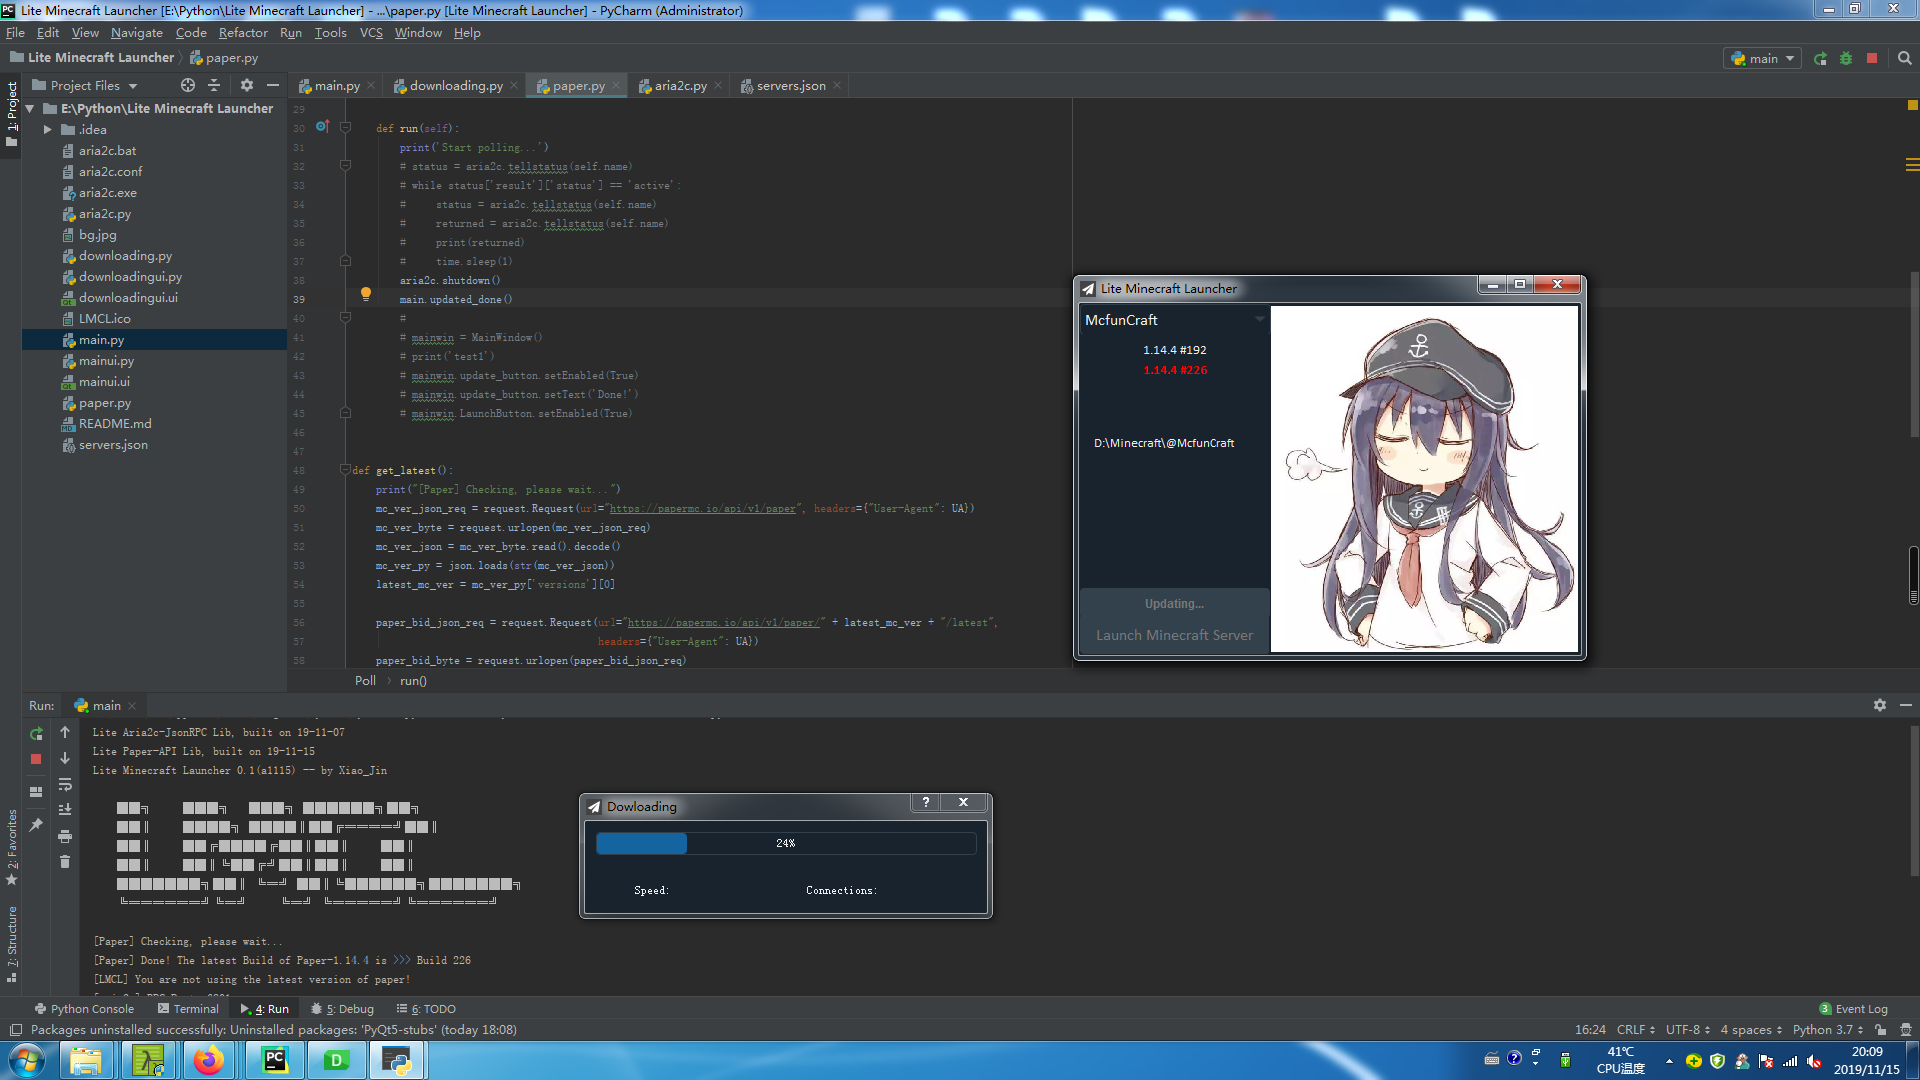 Lite Minecraft Launcher [E:\Python\Lite Minecraft Launcher] - ...\paper.py [Lite Minecraft Launcher] - PyCharm (Administrator)
File Edit View Navigate Code Refactor Run Tools VCS Window Help
Lite Minecraft Launcher paper.py main
Project Files
main.py downloading.py paper.py aria2c.py servers.json
1: Project
E:\Python\Lite Minecraft Launcher
.idea
aria2c.bat
aria2c.conf
aria2c.exe
aria2c.py
bg.jpg
downloading.py
downloadingui.py
downloadingui.ui
LMCL.ico
main.py
mainui.py
mainui.ui
paper.py
README.md
servers.json
29
30 def run(self):
31 print('Start polling...')
32 # status = aria2c.tellstatus(self.name)
33 # while status['result']['status'] == 'active':
34 # status = aria2c.tellstatus(self.name)
35 # returned = aria2c.tellstatus(self.name)
36 # print(returned)
37 # time.sleep(1)
38 aria2c.shutdown()
39 main.updated_done()
40 #
41 # mainwin = MainWindow()
42 # print('test1')
43 # mainwin.update_button.setEnabled(True)
44 # mainwin.update_button.setText('Done!')
45 # mainwin.LaunchButton.setEnabled(True)
46
47
48 def get_latest():
49 print("[Paper] Checking, please wait...")
50 mc_ver_json_req = request.Request(url="https://papermc.io/api/v1/paper", headers={"User-Agent": UA})
51 mc_ver_byte = request.urlopen(mc_ver_json_req)
52 mc_ver_json = mc_ver_byte.read().decode()
53 mc_ver_py = json.loads(str(mc_ver_json))
54 latest_mc_ver = mc_ver_py['versions'][0]
55
56 paper_bid_json_req = request.Request(url="https://papermc.io/api/v1/paper/" + latest_mc_ver + "/latest",
57 headers={"User-Agent": UA})
58 paper_bid_byte = request.urlopen(paper_bid_json_req)
Poll run()
Lite Minecraft Launcher
McfunCraft
1.14.4 #192
1.14.4 #226
D:\Minecraft\@McfunCraft
Updating...
Launch Minecraft Server
Run: main
Lite Aria2c-JsonRPC Lib, built on 19-11-07
Lite Paper-API Lib, built on 19-11-15
Lite Minecraft Launcher 0.1(a1115) -- by Xiao_Jin
LMCL
[Paper] Checking, please wait...
[Paper] Done! The latest Build of Paper-1.14.4 is >>> Build 226
[LMCL] You are not using the latest version of paper!
Dowloading
24%
Speed: Connections:
2: Favorites
7: Structure
Python Console Terminal 4: Run 5: Debug 6: TODO 3 Event Log
Packages uninstalled successfully: Uninstalled packages: 'PyQt5-stubs' (today 18:08) 16:24 CRLF UTF-8 4 spaces Python 3.7
41℃
CPU温度
20:09
2019/11/15